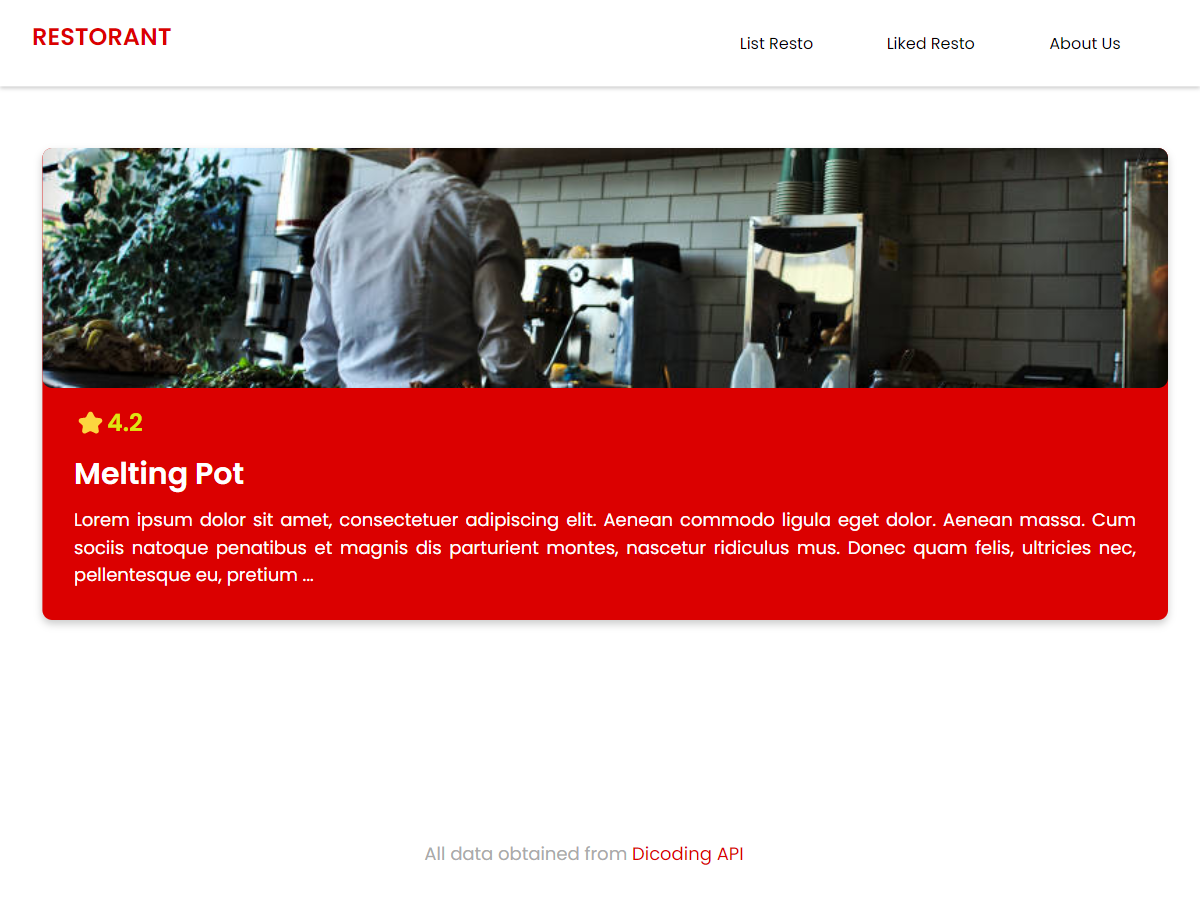 RESTORANT
List Resto
Liked Resto
About Us
4.2
Melting Pot
Lorem ipsum dolor sit amet, consectetuer adipiscing elit. Aenean commodo ligula eget dolor. Aenean massa. Cum
sociis natoque penatibus et magnis dis parturient montes, nascetur ridiculus mus. Donec quam felis, ultricies nec,
pellentesque eu, pretium ...
All data obtained from Dicoding API